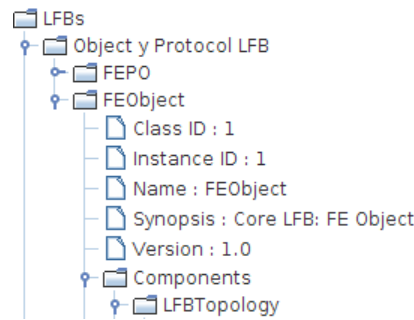 LFBs
Object y Protocol LFB
FEPO
FEObject
Class ID : 1
Instance ID : 1
Name : FEObject
Synopsis : Core LFB: FE Object
Version : 1.0
Components
LFBTopology